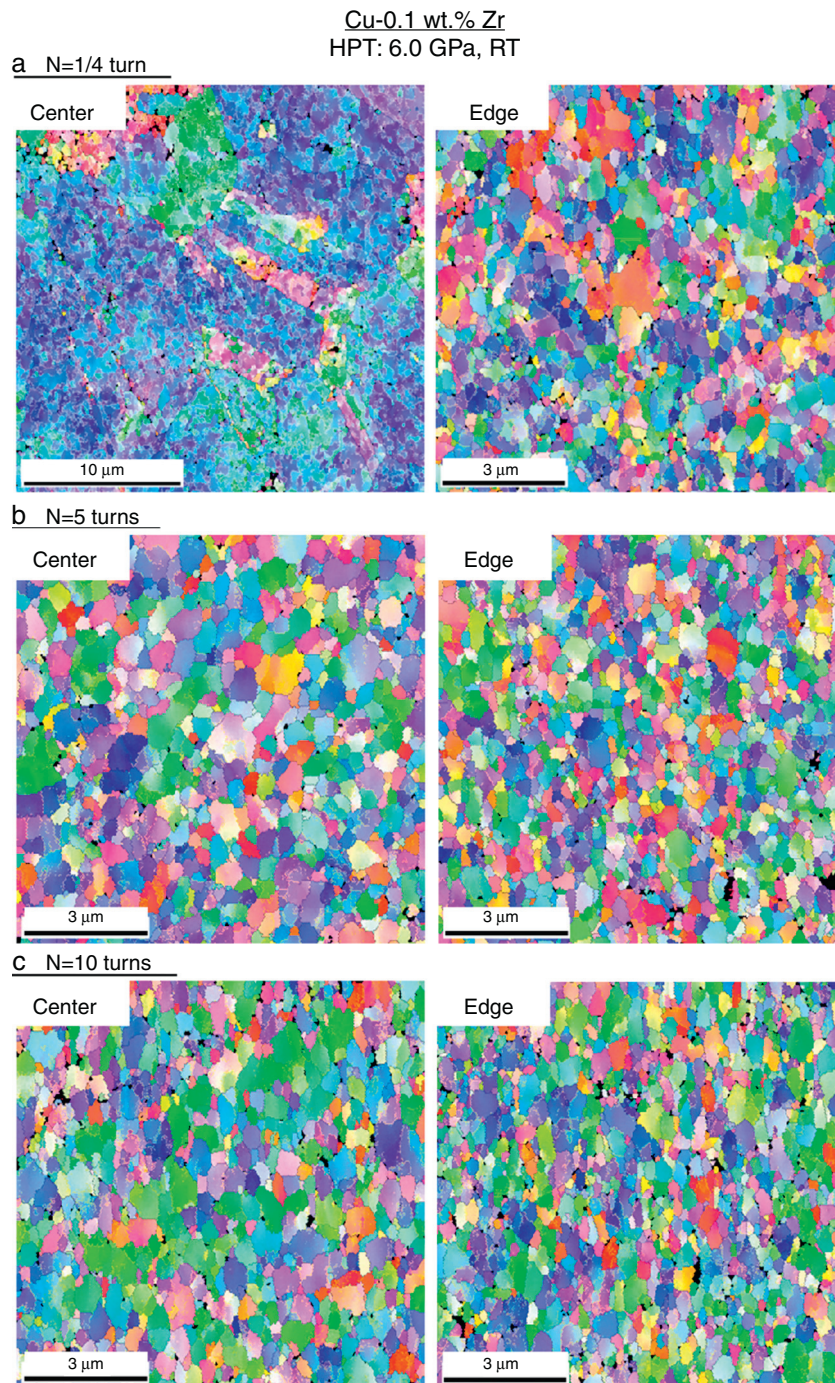 Cu-0.1 wt.% Zr
HPT: 6.0 GPa, RT
a N=1/4 turn
Center
Edge
10 μm
3 μm
b N=5 turns
Center
Edge
3 μm
3 μm
c N=10 turns
Center
Edge
3 μm
3 μm